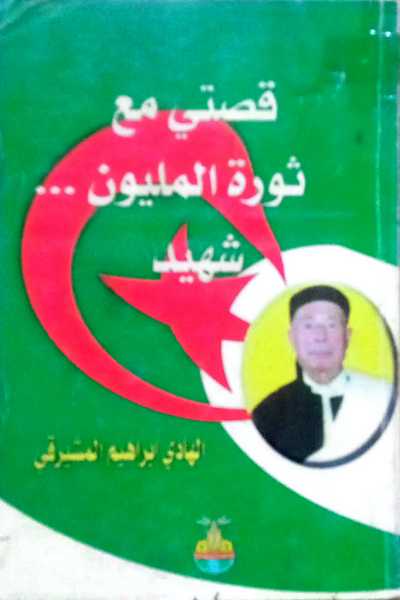 قصتي مع
ثورة المليون ...
شهيد
الهادي ابراهيم المشيرقي